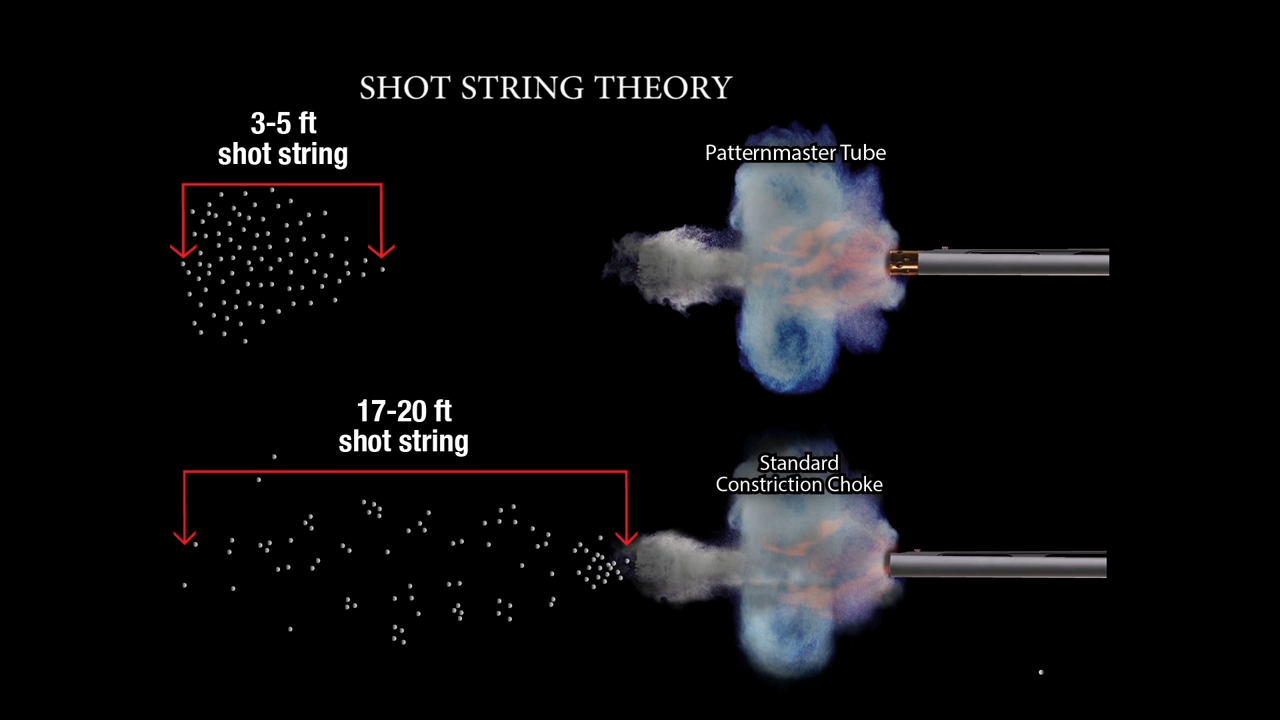 SHOT STRING THEORY
3-5 ft
shot string
Patternmaster Tube
17-20 ft
shot string
Standard
Constriction Choke